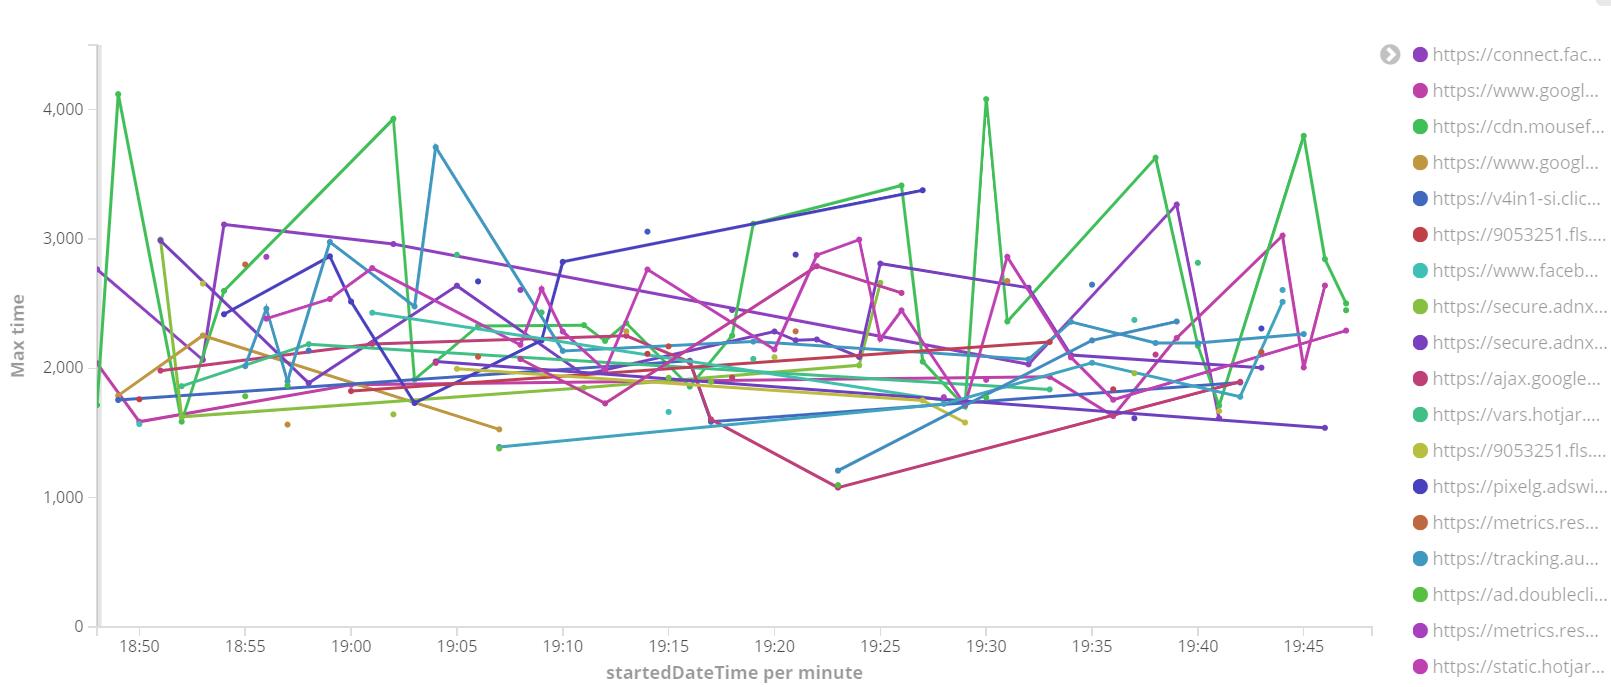 4,000
3,000
2,000
1,000
0
Max time
18:50 18:55 19:00 19:05 19:10 19:15 19:20 19:25 19:30 19:35 19:40 19:45
startedDateTime per minute
https://connect.fac...
https://www.googl...
https://cdn.mousef...
https://www.googl...
https://v4in1-si.clic...
https://9053251.fls....
https://www.faceb...
https://secure.adnx...
https://secure.adnx...
https://ajax.google...
https://vars.hotjar....
https://9053251.fls....
https://pixelg.adswi...
https://metrics.res...
https://tracking.au...
https://ad.doublecli...
https://metrics.res...
https://static.hotjar...